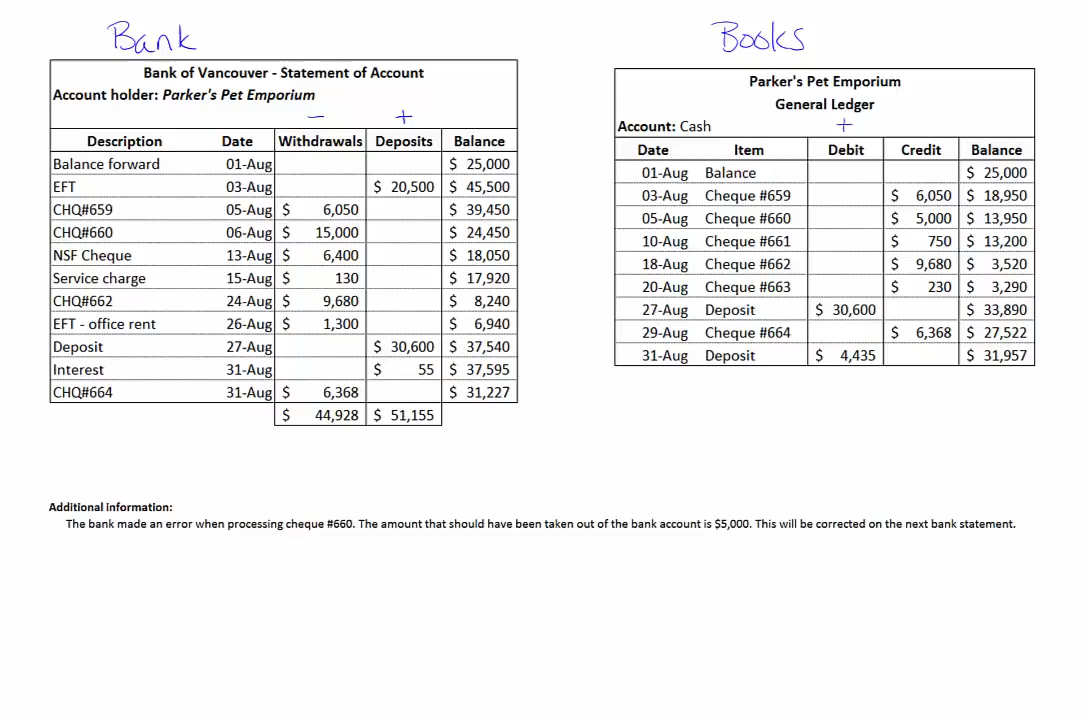 Bank
Books
Bank of Vancouver - Statement of Account
Account holder: Parker's Pet Emporium
− +
Description Date Withdrawals Deposits Balance
Balance forward 01-Aug $ 25,000
EFT 03-Aug $ 20,500 $ 45,500
CHQ#659 05-Aug $ 6,050 $ 39,450
CHQ#660 06-Aug $ 15,000 $ 24,450
NSF Cheque 13-Aug $ 6,400 $ 18,050
Service charge 15-Aug $ 130 $ 17,920
CHQ#662 24-Aug $ 9,680 $ 8,240
EFT - office rent 26-Aug $ 1,300 $ 6,940
Deposit 27-Aug $ 30,600 $ 37,540
Interest 31-Aug $ 55 $ 37,595
CHQ#664 31-Aug $ 6,368 $ 31,227
$ 44,928 $ 51,155
Parker's Pet Emporium
General Ledger
Account: Cash +
Date Item Debit Credit Balance
01-Aug Balance $ 25,000
03-Aug Cheque #659 $ 6,050 $ 18,950
05-Aug Cheque #660 $ 5,000 $ 13,950
10-Aug Cheque #661 $ 750 $ 13,200
18-Aug Cheque #662 $ 9,680 $ 3,520
20-Aug Cheque #663 $ 230 $ 3,290
27-Aug Deposit $ 30,600 $ 33,890
29-Aug Cheque #664 $ 6,368 $ 27,522
31-Aug Deposit $ 4,435 $ 31,957
Additional information:
The bank made an error when processing cheque #660. The amount that should have been taken out of the bank account is $5,000. This will be corrected on the next bank statement.